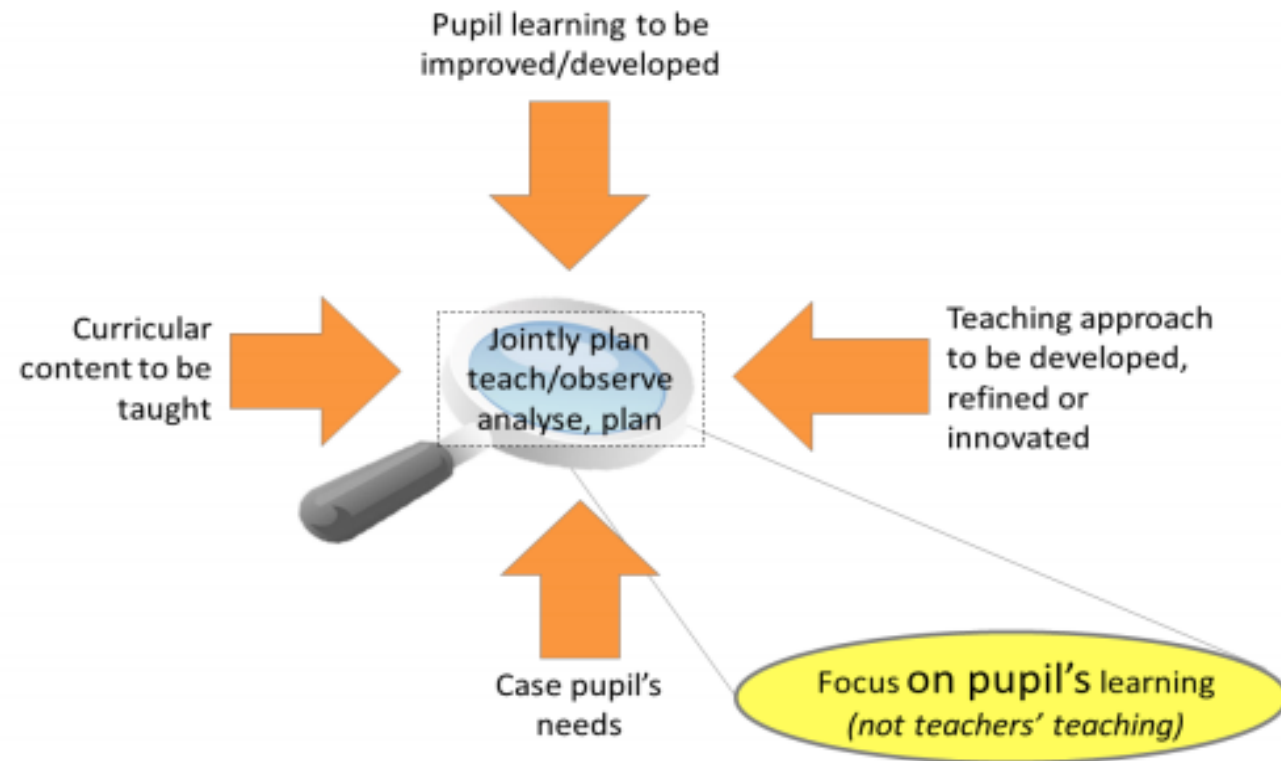 Pupil learning to be
improved/developed
Curricular
content to be
taught
Jointly plan
teach/observe
analyse, plan
Teaching approach
to be developed,
refined or
innovated
Case pupil's
needs
Focus on pupil's learning
(not teachers' teaching)